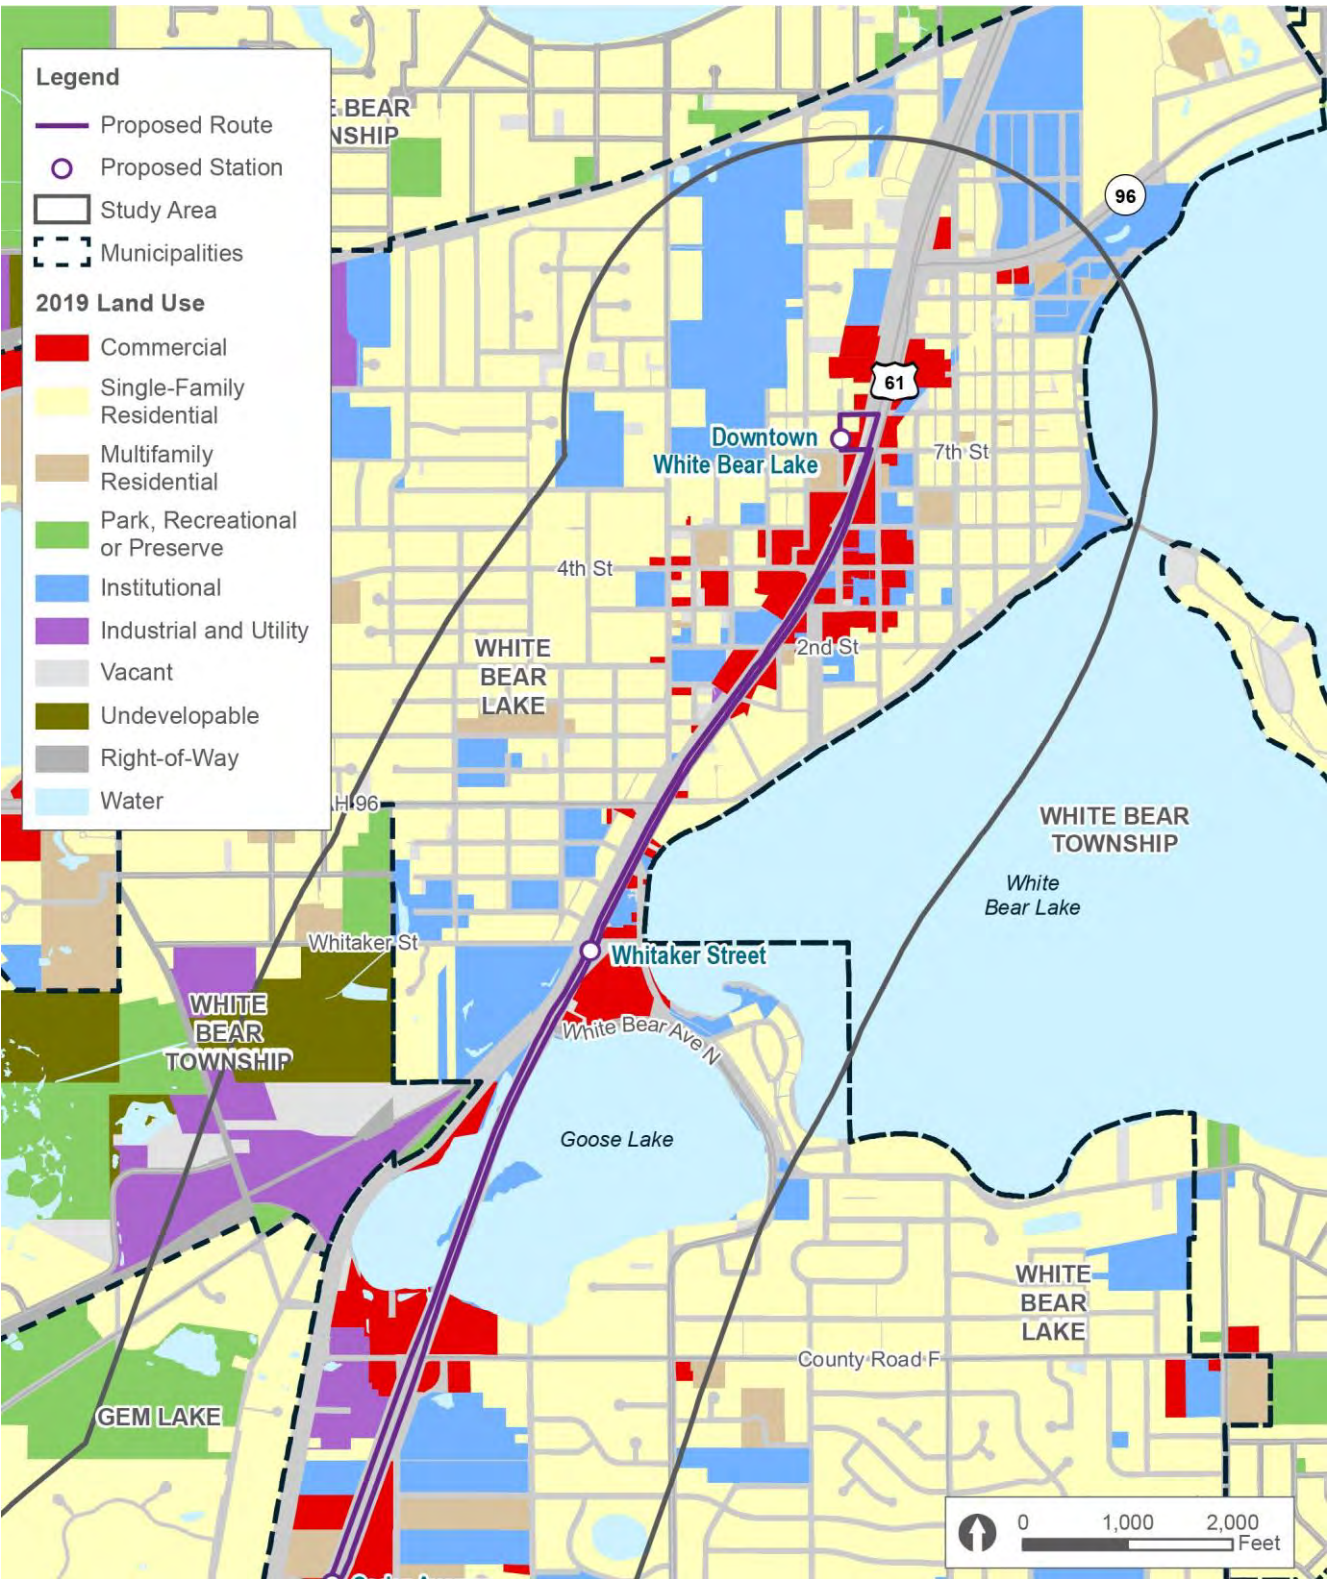 Legend
Proposed Route
Proposed Station
Study Area
Municipalities
2019 Land Use
Commercial
Single-Family
Residential
Multifamily
Residential
Park, Recreational
or Preserve
Institutional
Industrial and Utility
Vacant
Undevelopable
Right-of-Way
Water
E BEAR
NSHIP
96
61
Downtown
White Bear Lake
7th St
4th St
2nd St
WHITE
BEAR
LAKE
AH 96
WHITE BEAR
TOWNSHIP
White
Bear Lake
Whitaker St
Whitaker Street
WHITE
BEAR
TOWNSHIP
White Bear Ave N
Goose Lake
WHITE
BEAR
LAKE
County Road F
GEM LAKE
0 1,000 2,000
Feet